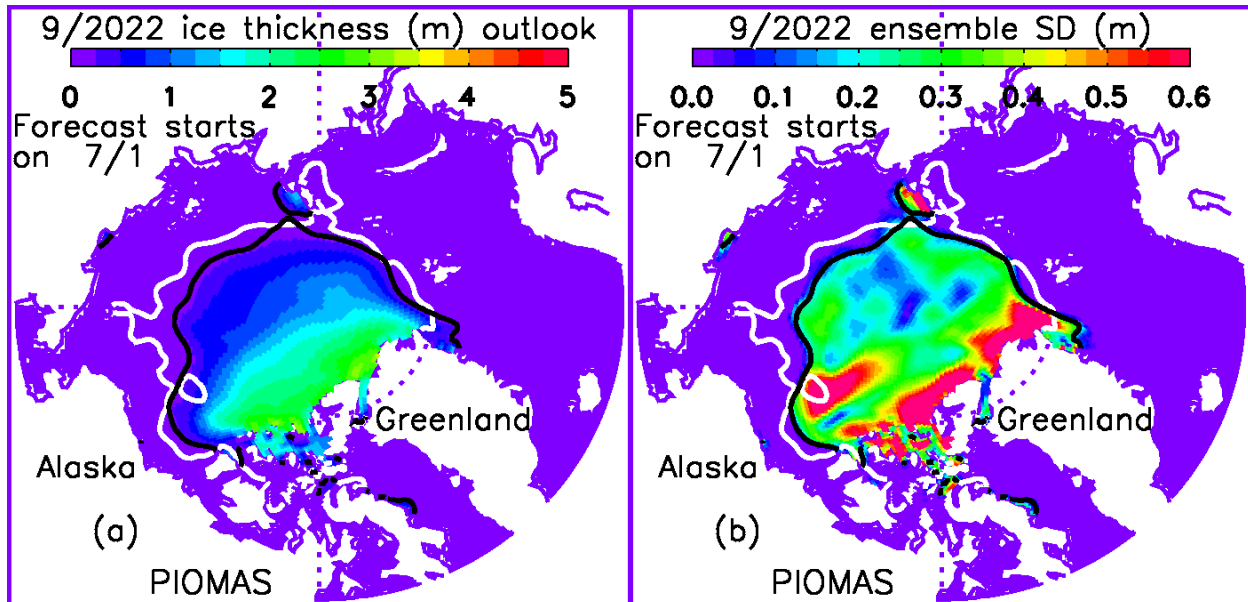 9/2022 ice thickness (m) outlook
0 1 2 3 4 5
Forecast starts
on 7/1
Greenland
Alaska
(a)
PIOMAS
9/2022 ensemble SD (m)
0.0 0.1 0.2 0.3 0.4 0.5 0.6
Forecast starts
on 7/1
Greenland
Alaska
(b)
PIOMAS